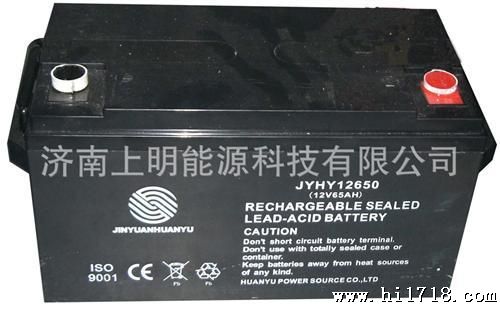 济南上明能源科技有限公司
JYHY12650
(12V65AH)
RECHARGEABLE SEALED
LEAD-ACID BATTERY
CAUTION
Don't short circuit battery terminal.
Don't use with totally sealed case or
container.
Keep batteries away from heat sources
of any kind.
HUANYU POWER SOURCE CO.,LTD
JINYUANHUANYU
ISO
9001
Pb
Pb
www.hi1718.com